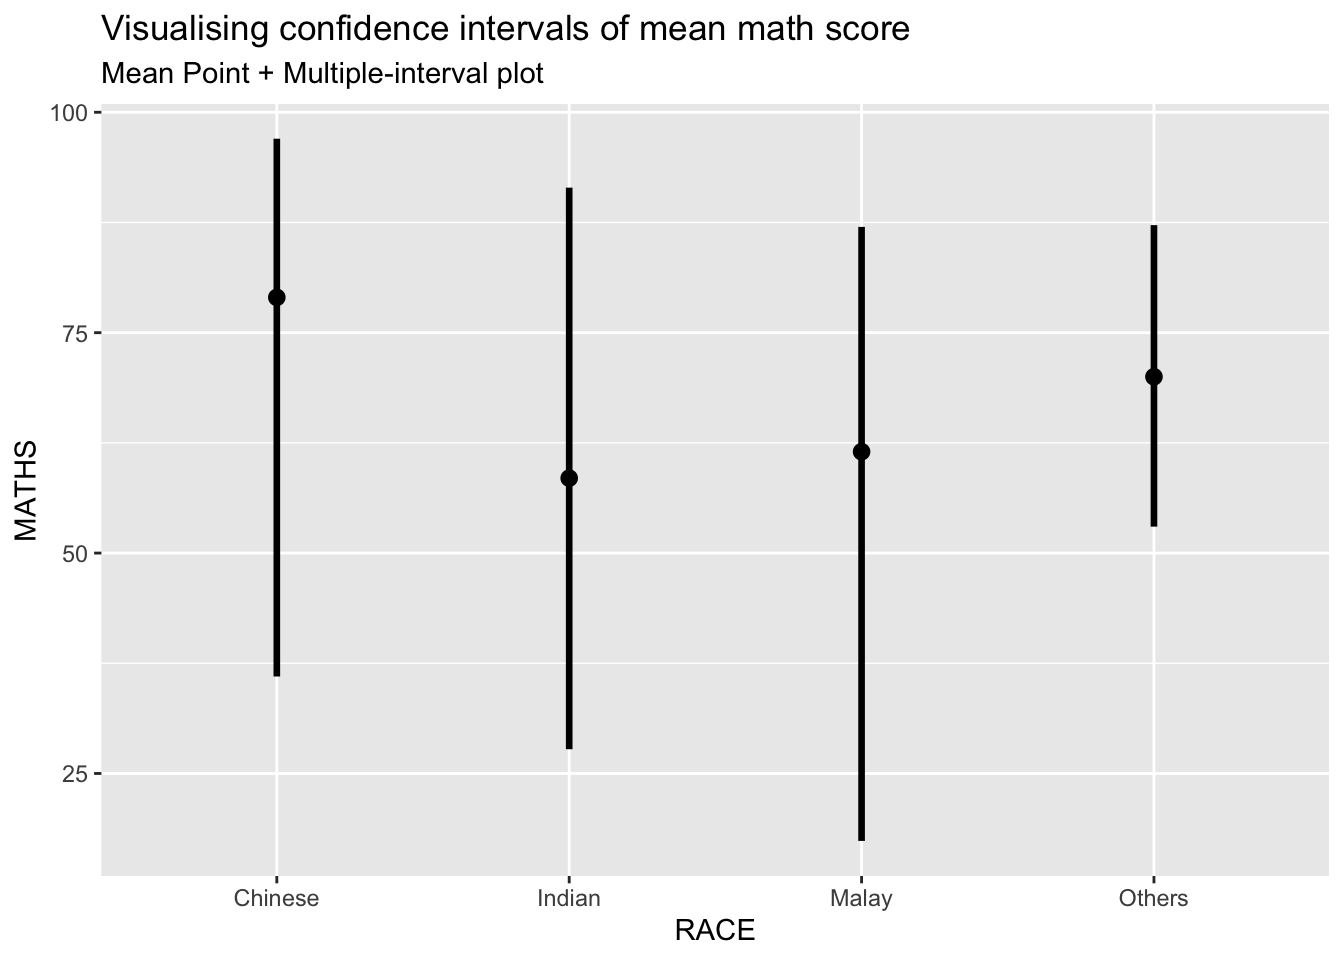 Visualising confidence intervals of mean math score
Mean Point + Multiple-interval plot
100
75
50
25
MATHS
Chinese Indian Malay Others
RACE